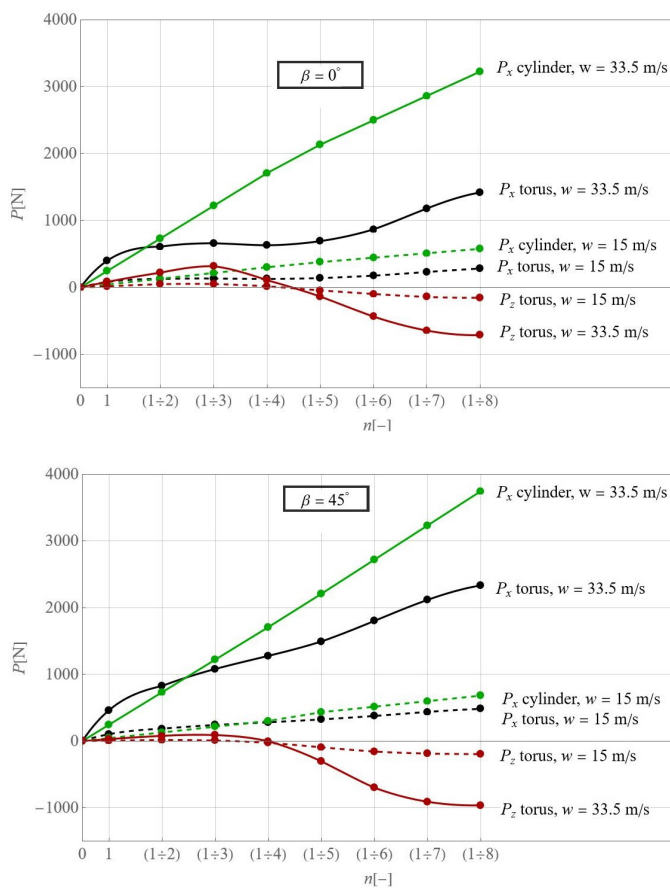 4000
β = 0°
P_x cylinder, w = 33.5 m/s
3000
2000
P[N]
P_x torus, w = 33.5 m/s
1000
P_x cylinder, w = 15 m/s
P_x torus, w = 15 m/s
0
P_z torus, w = 15 m/s
P_z torus, w = 33.5 m/s
−1000
0 1 (1÷2) (1÷3) (1÷4) (1÷5) (1÷6) (1÷7) (1÷8)
n[-]
4000
β = 45°
P_x cylinder, w = 33.5 m/s
3000
P_x torus, w = 33.5 m/s
2000
P[N]
1000
P_x cylinder, w = 15 m/s
P_x torus, w = 15 m/s
0
P_z torus, w = 15 m/s
−1000
P_z torus, w = 33.5 m/s
0 1 (1÷2) (1÷3) (1÷4) (1÷5) (1÷6) (1÷7) (1÷8)
n[-]